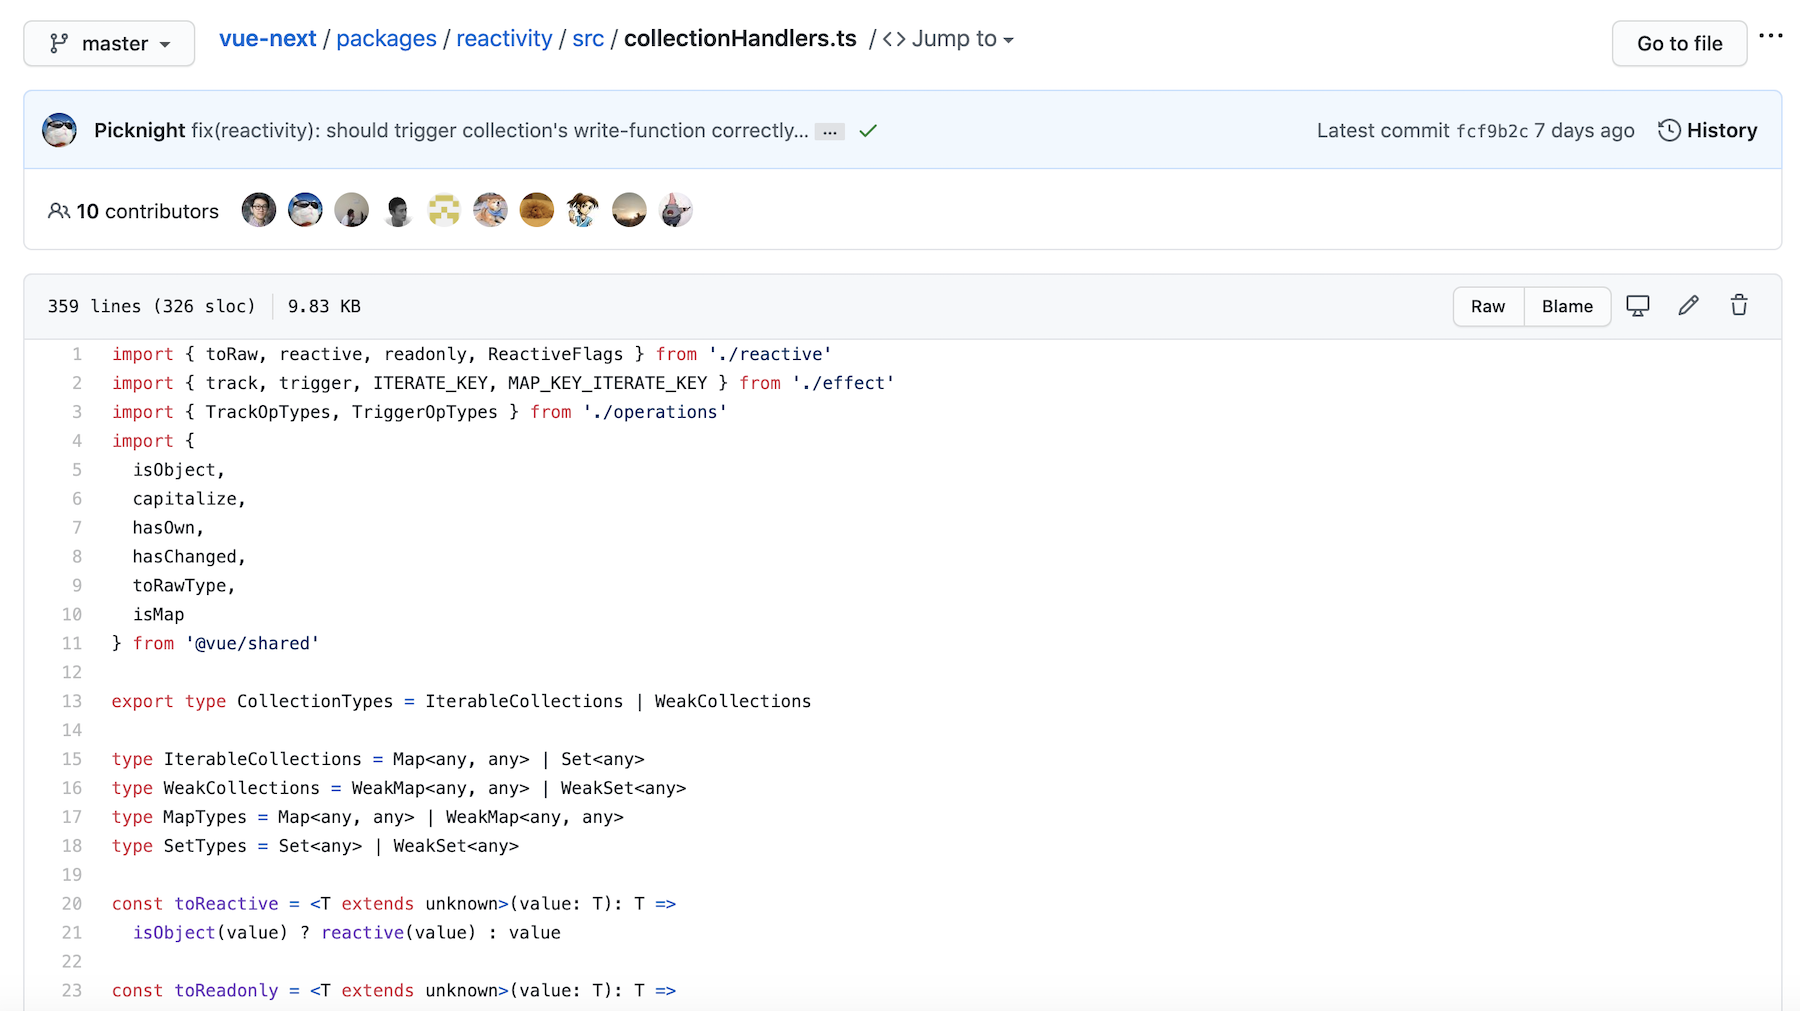 master
vue-next / packages / reactivity / src / collectionHandlers.ts / <> Jump to
Go to file
...
Picknight fix(reactivity): should trigger collection's write-function correctly... ...
Latest commit fcf9b2c 7 days ago
History
10 contributors
359 lines (326 sloc)
9.83 KB
Raw
Blame
1 import { toRaw, reactive, readonly, ReactiveFlags } from './reactive'
2 import { track, trigger, ITERATE_KEY, MAP_KEY_ITERATE_KEY } from './effect'
3 import { TrackOpTypes, TriggerOpTypes } from './operations'
4 import {
5 isObject,
6 capitalize,
7 hasOwn,
8 hasChanged,
9 toRawType,
10 isMap
11 } from '@vue/shared'
12
13 export type CollectionTypes = IterableCollections | WeakCollections
14
15 type IterableCollections = Map<any, any> | Set<any>
16 type WeakCollections = WeakMap<any, any> | WeakSet<any>
17 type MapTypes = Map<any, any> | WeakMap<any, any>
18 type SetTypes = Set<any> | WeakSet<any>
19
20 const toReactive = <T extends unknown>(value: T): T =>
21 isObject(value) ? reactive(value) : value
22
23 const toReadonly = <T extends unknown>(value: T): T =>